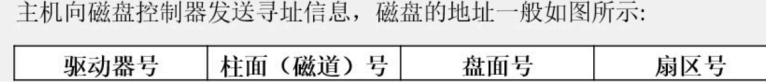 主机向磁盘控制器发送寻址信息，磁盘的地址一般如图所示:
驱动器号 柱面（磁道）号 盘面号 扇区号